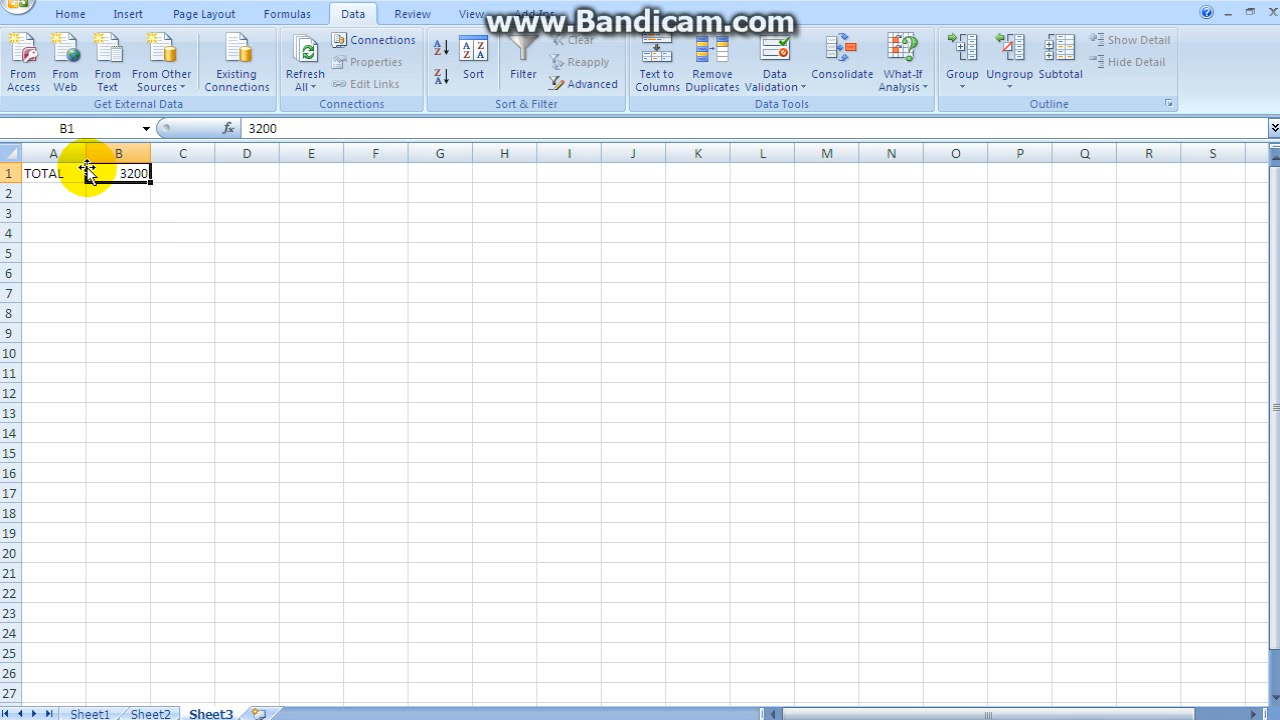 www.Bandicam.com
Home Insert Page Layout Formulas Data Review View Add-Ins
From Access
From Web
From Text
From Other Sources
Existing Connections
Get External Data
Refresh All
Connections
Properties
Edit Links
Connections
A Z
Z A
Sort
Filter
Clear
Reapply
Advanced
Sort & Filter
Text to Columns
Remove Duplicates
Data Validation
Consolidate
What-If Analysis
Data Tools
Group
Ungroup
Subtotal
Show Detail
Hide Detail
Outline
B1 fx 3200
A B C D E F G H I J K L M N O P Q R S
1 TOTAL 3200
2
3
4
5
6
7
8
9
10
11
12
13
14
15
16
17
18
19
20
21
22
23
24
25
26
27
Sheet1 Sheet2 Sheet3